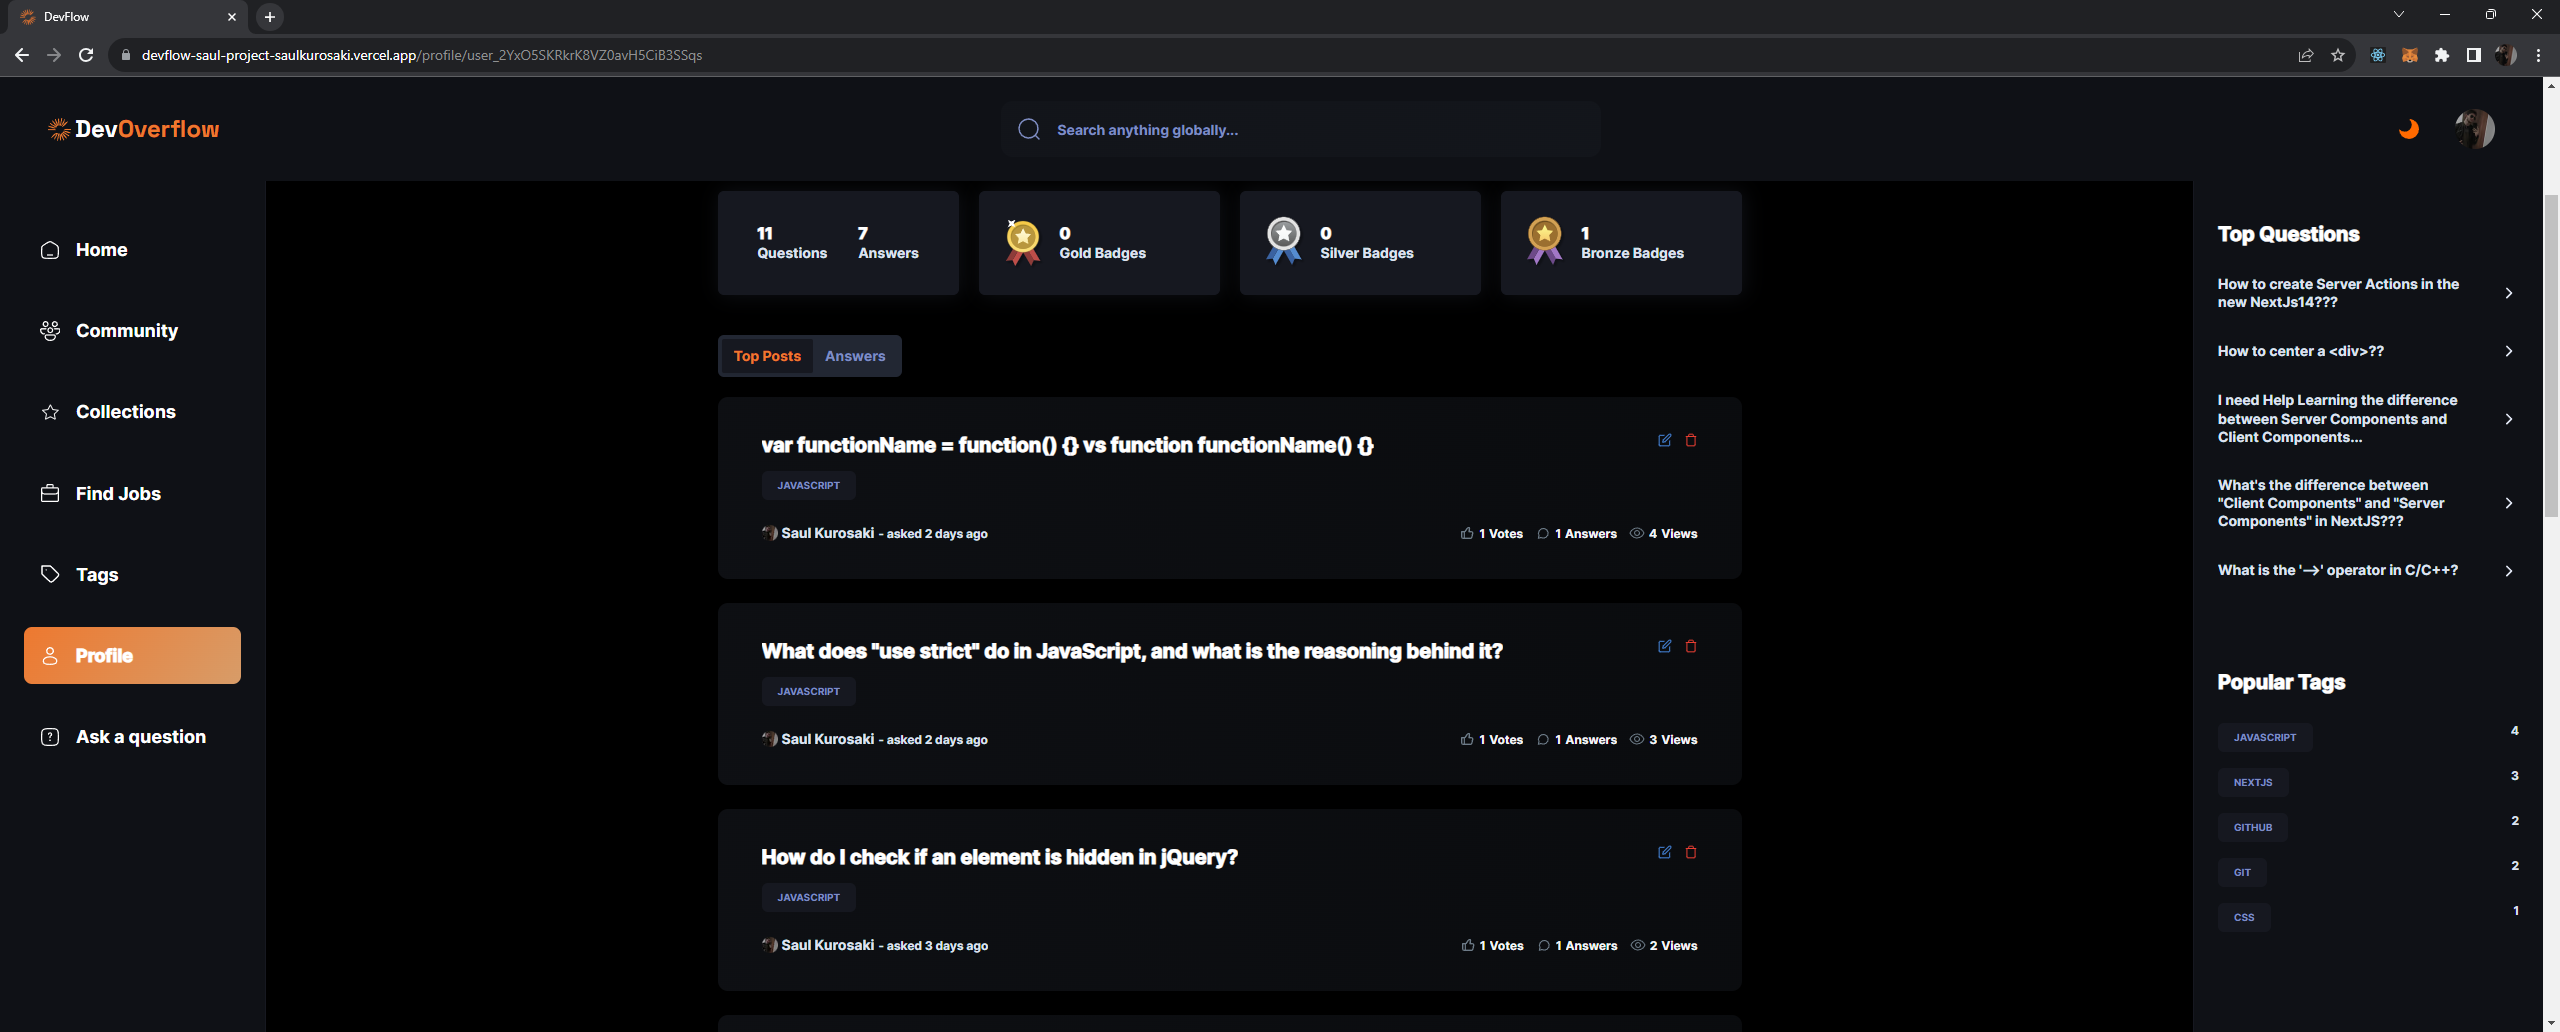 DevFlow
devflow-saul-project-saulkurosaki.vercel.app/profile/user_2YxO5SKRkrK8VZ0avH5CiB3SSqs
DevOverflow
Search anything globally...
Home
Community
Collections
Find Jobs
Tags
Profile
Ask a question
11
Questions
7
Answers
0
Gold Badges
0
Silver Badges
1
Bronze Badges
Top Posts
Answers
var functionName = function() {} vs function functionName() {}
JAVASCRIPT
Saul Kurosaki - asked 2 days ago
1 Votes
1 Answers
4 Views
What does "use strict" do in JavaScript, and what is the reasoning behind it?
JAVASCRIPT
Saul Kurosaki - asked 2 days ago
1 Votes
1 Answers
3 Views
How do I check if an element is hidden in jQuery?
JAVASCRIPT
Saul Kurosaki - asked 3 days ago
1 Votes
1 Answers
2 Views
Top Questions
How to create Server Actions in the
new NextJs14???
How to center a <div>??
I need Help Learning the difference
between Server Components and
Client Components...
What's the difference between
"Client Components" and "Server
Components" in NextJS???
What is the '-->' operator in C/C++?
Popular Tags
JAVASCRIPT
4
NEXTJS
3
GITHUB
2
GIT
2
CSS
1